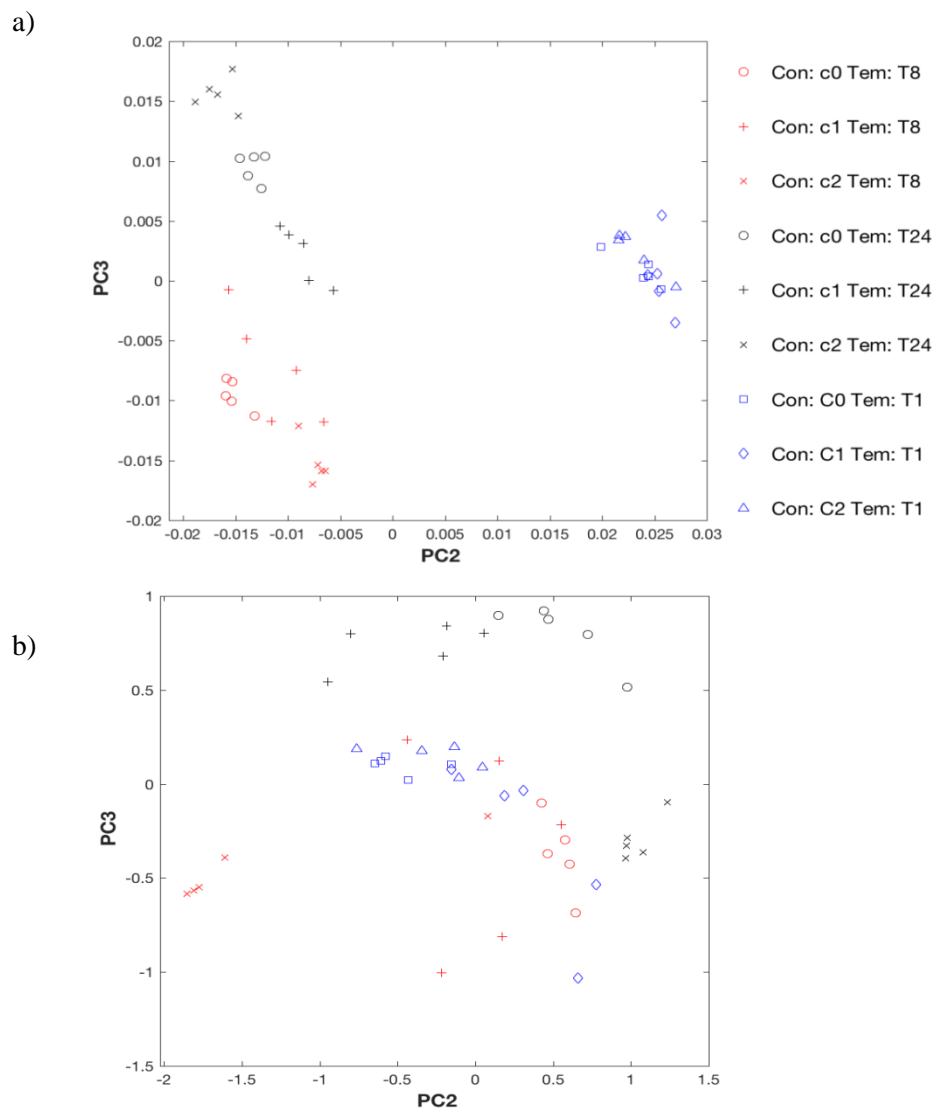 a)
0.02
0.015
0.01
0.005
0
-0.005
-0.01
-0.015
-0.02
PC3
-0.02 -0.015 -0.01 -0.005 0 0.005 0.01 0.015 0.02 0.025 0.03
PC2
Con: c0 Tem: T8
Con: c1 Tem: T8
Con: c2 Tem: T8
Con: c0 Tem: T24
Con: c1 Tem: T24
Con: c2 Tem: T24
Con: C0 Tem: T1
Con: C1 Tem: T1
Con: C2 Tem: T1
b)
1
0.5
0
-0.5
-1
-1.5
PC3
-2 -1.5 -1 -0.5 0 0.5 1 1.5
PC2